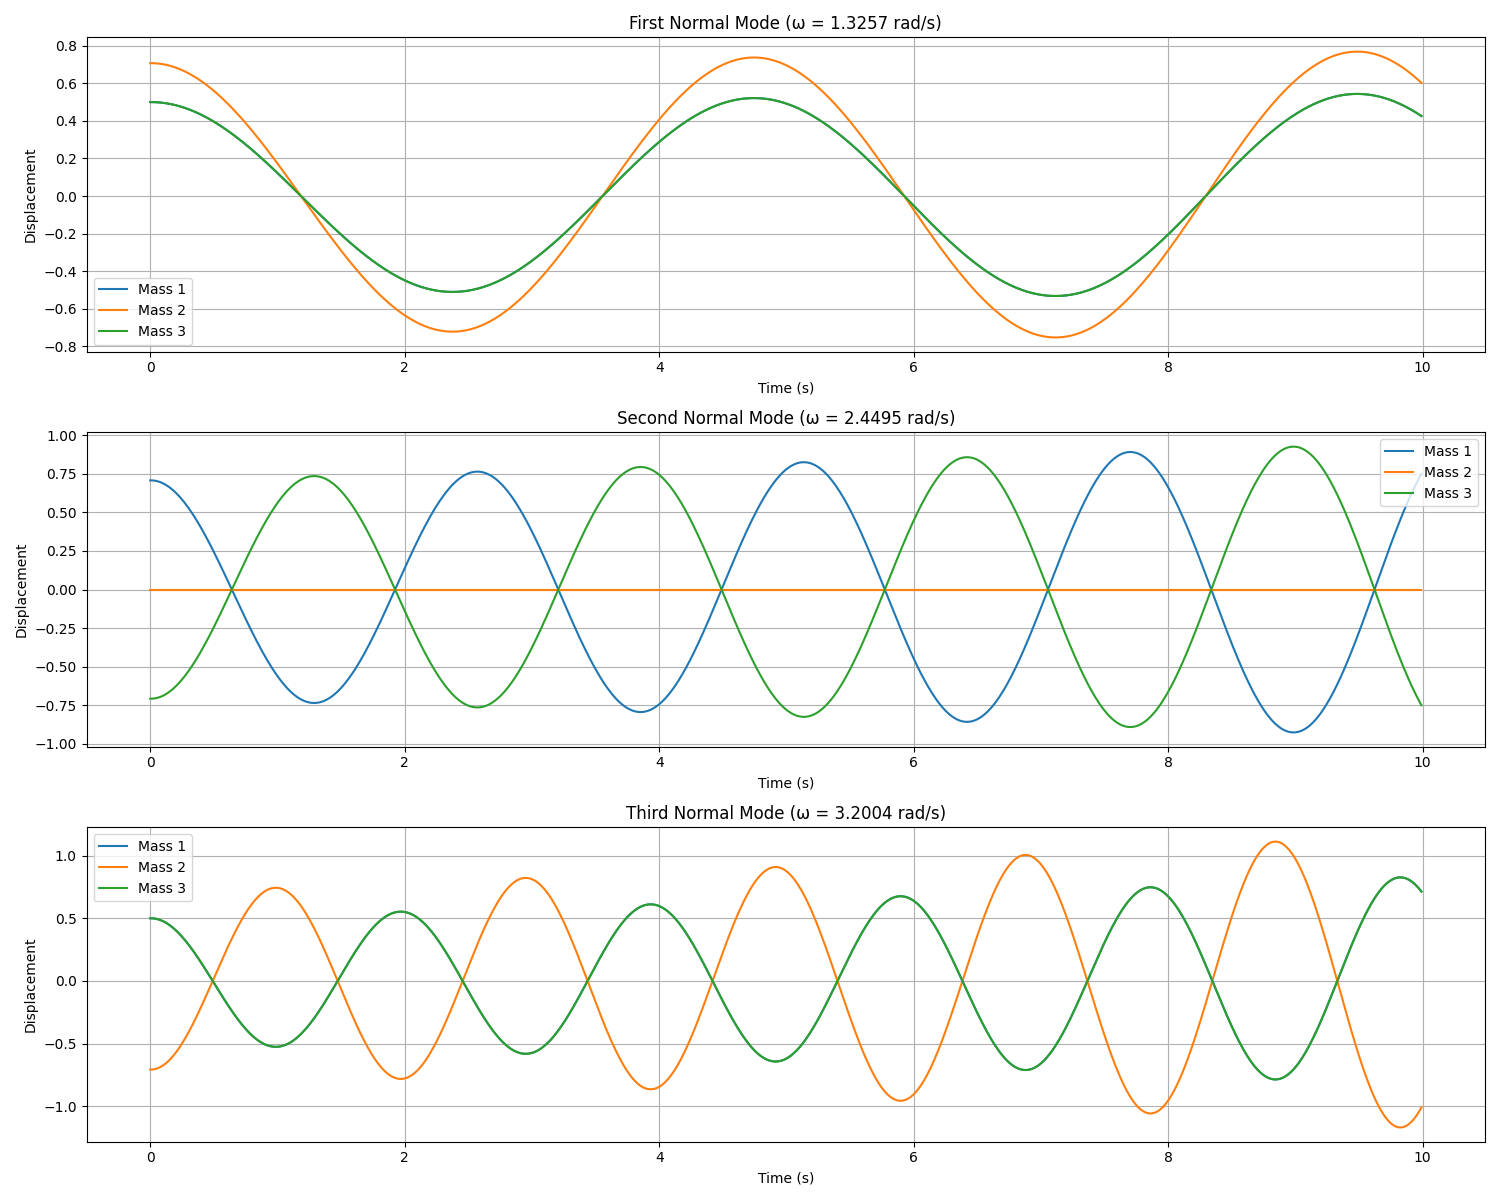 First Normal Mode (ω = 1.3257 rad/s)
0.8
0.6
0.4
0.2
0.0
−0.2
−0.4
−0.6
−0.8
Displacement
Mass 1
Mass 2
Mass 3
0 2 4 6 8 10
Time (s)
Second Normal Mode (ω = 2.4495 rad/s)
1.00
0.75
0.50
0.25
0.00
−0.25
−0.50
−0.75
−1.00
Displacement
Mass 1
Mass 2
Mass 3
0 2 4 6 8 10
Time (s)
Third Normal Mode (ω = 3.2004 rad/s)
1.0
0.5
0.0
−0.5
−1.0
Displacement
Mass 1
Mass 2
Mass 3
0 2 4 6 8 10
Time (s)